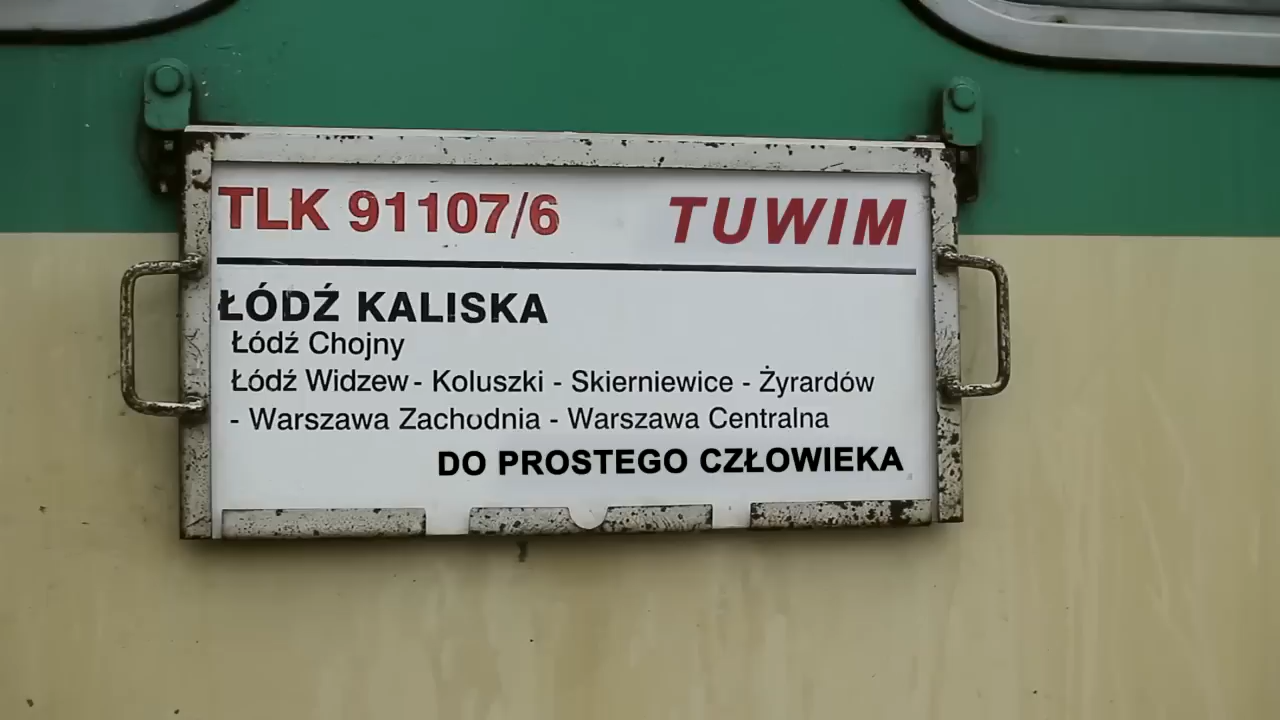 TLK 91107/6 TUWIM
ŁÓDŹ KALISKA
Łódź Chojny
Łódź Widzew - Koluszki - Skierniewice - Żyrardów
- Warszawa Zachodnia - Warszawa Centralna
DO PROSTEGO CZŁOWIEKA